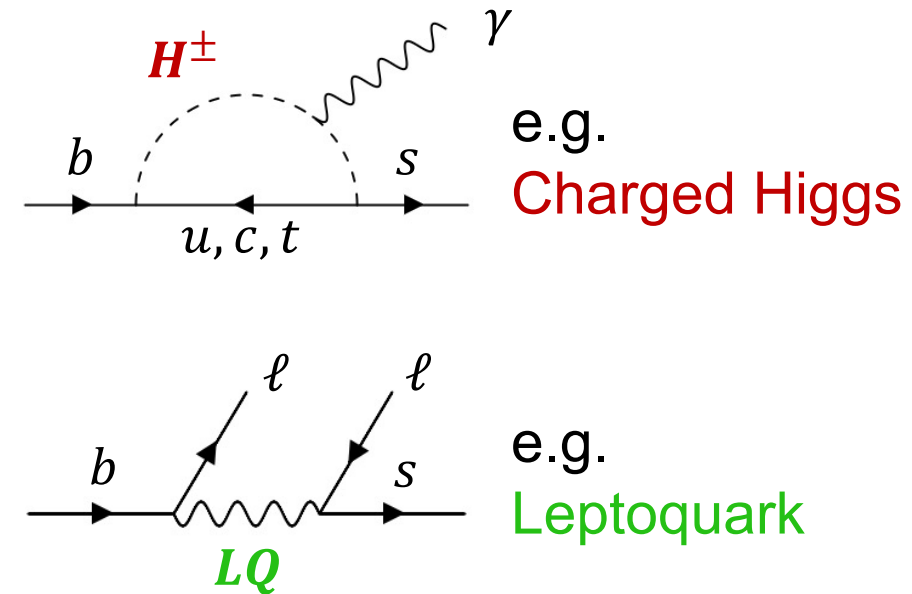 γ
H±
b
s
u, c, t
e.g.
Charged Higgs
ℓ
ℓ
b
s
LQ
e.g.
Leptoquark